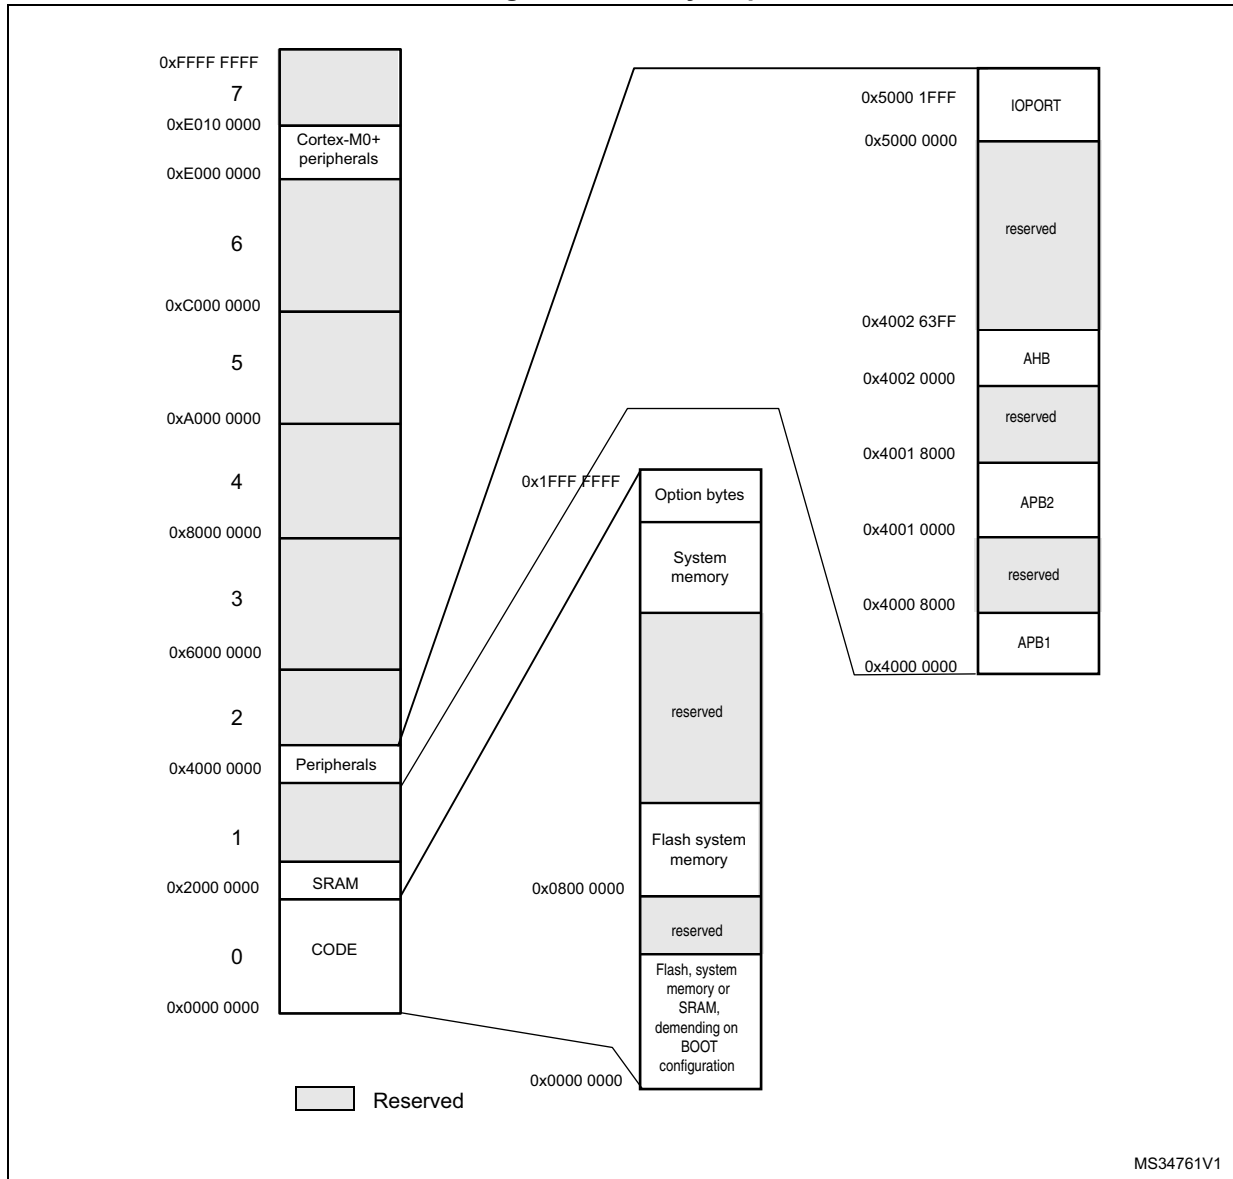 0xFFFF FFFF
7
0xE010 0000
Cortex-M0+
peripherals
0xE000 0000
6
0xC000 0000
5
0xA000 0000
4
0x8000 0000
3
0x6000 0000
2
Peripherals
0x4000 0000
1
SRAM
0x2000 0000
CODE
0
0x0000 0000
0x1FFF FFFF
Option bytes
System
memory
reserved
Flash system
memory
0x0800 0000
reserved
Flash, system
memory or
SRAM,
demending on
BOOT
configuration
0x0000 0000
0x5000 1FFF
IOPORT
0x5000 0000
reserved
0x4002 63FF
AHB
0x4002 0000
reserved
0x4001 8000
APB2
0x4001 0000
reserved
0x4000 8000
APB1
0x4000 0000
Reserved
MS34761V1